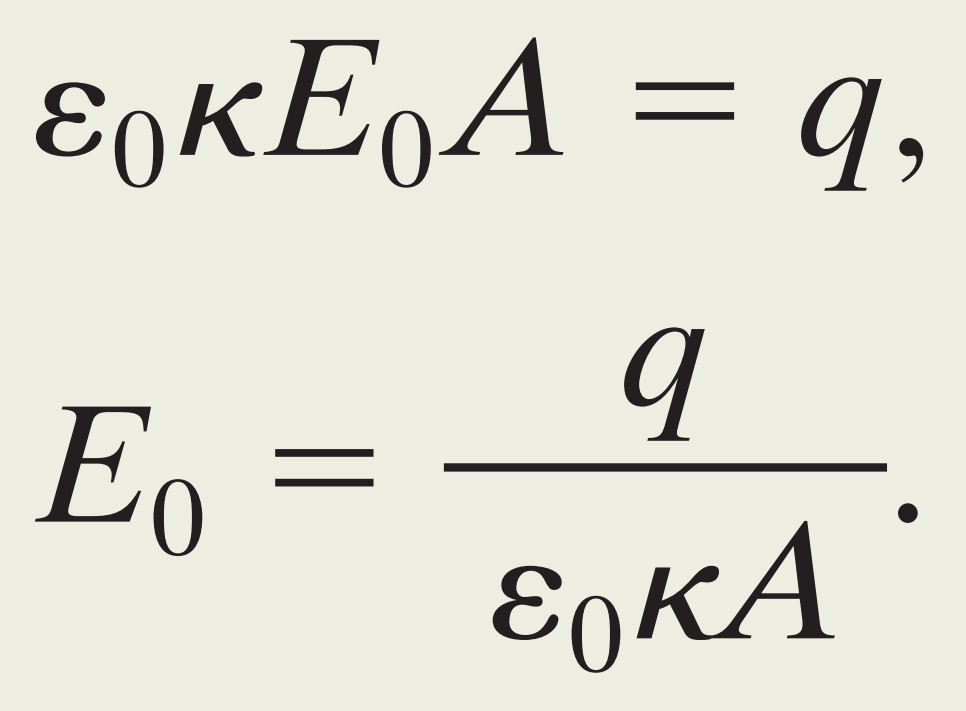 ε₀κE₀A = q,
E₀ = q / ε₀κA.